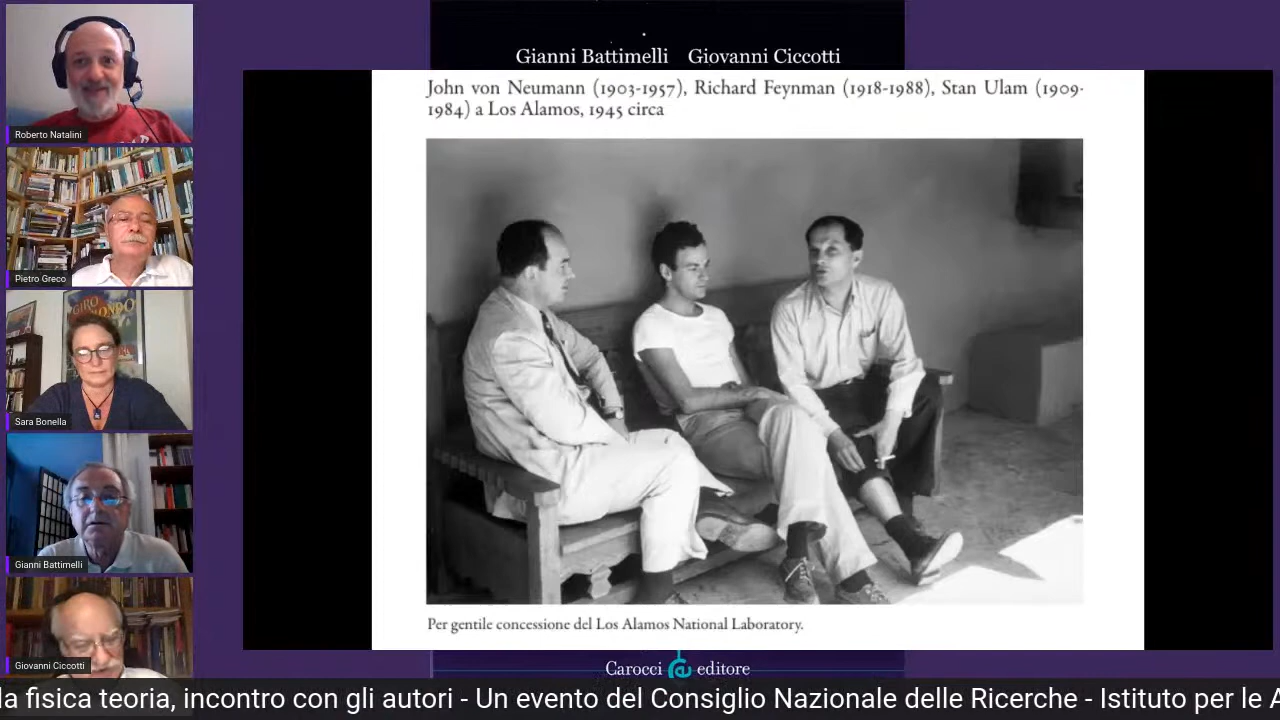 Gianni Battimelli Giovanni Ciccotti
John von Neumann (1903-1957), Richard Feynman (1918-1988), Stan Ulam (1909-
1984) a Los Alamos, 1945 circa
Per gentile concessione del Los Alamos National Laboratory.
Carocci editore
Roberto Natalini
Pietro Greco
GIRO
MONDO
Sara Bonella
Gianni Battimelli
Giovanni Ciccotti
la fisica teoria, incontro con gli autori - Un evento del Consiglio Nazionale delle Ricerche - Istituto per le A